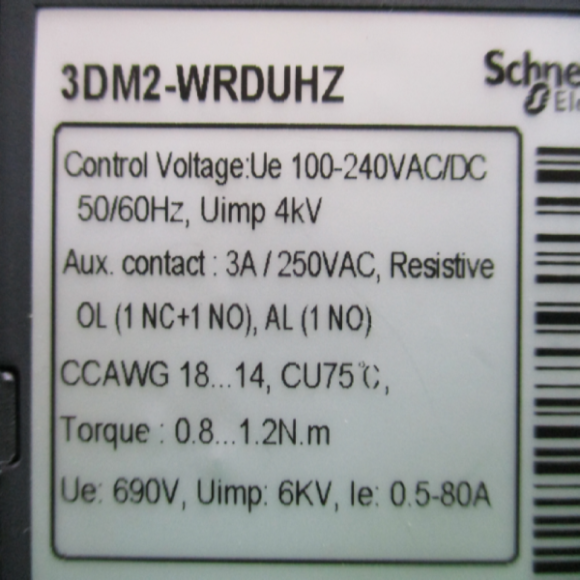 3DM2-WRDUHZ
Control Voltage:Ue 100-240VAC/DC
50/60Hz, Uimp 4kV
Aux. contact : 3A / 250VAC, Resistive
OL (1 NC+1 NO), AL (1 NO)
CCAWG 18...14, CU75℃,
Torque : 0.8...1.2N.m
Ue: 690V, Uimp: 6KV, Ie: 0.5-80A